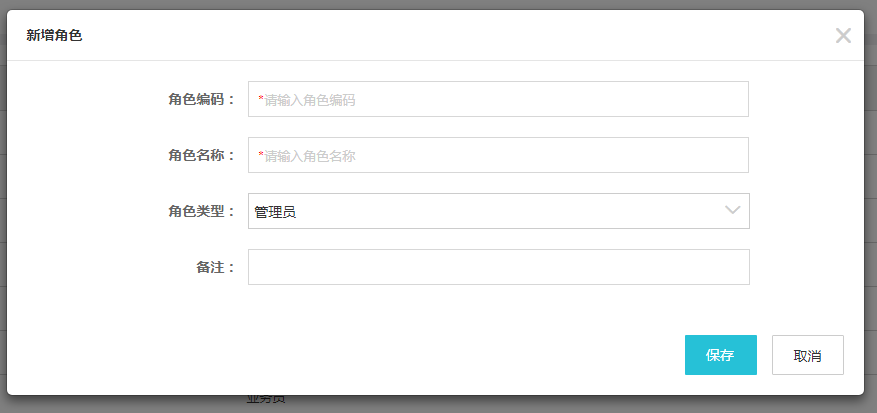 新增角色
角色编码：
*请输入角色编码
角色名称：
*请输入角色名称
角色类型：
管理员
备注：
保存
取消
业务员